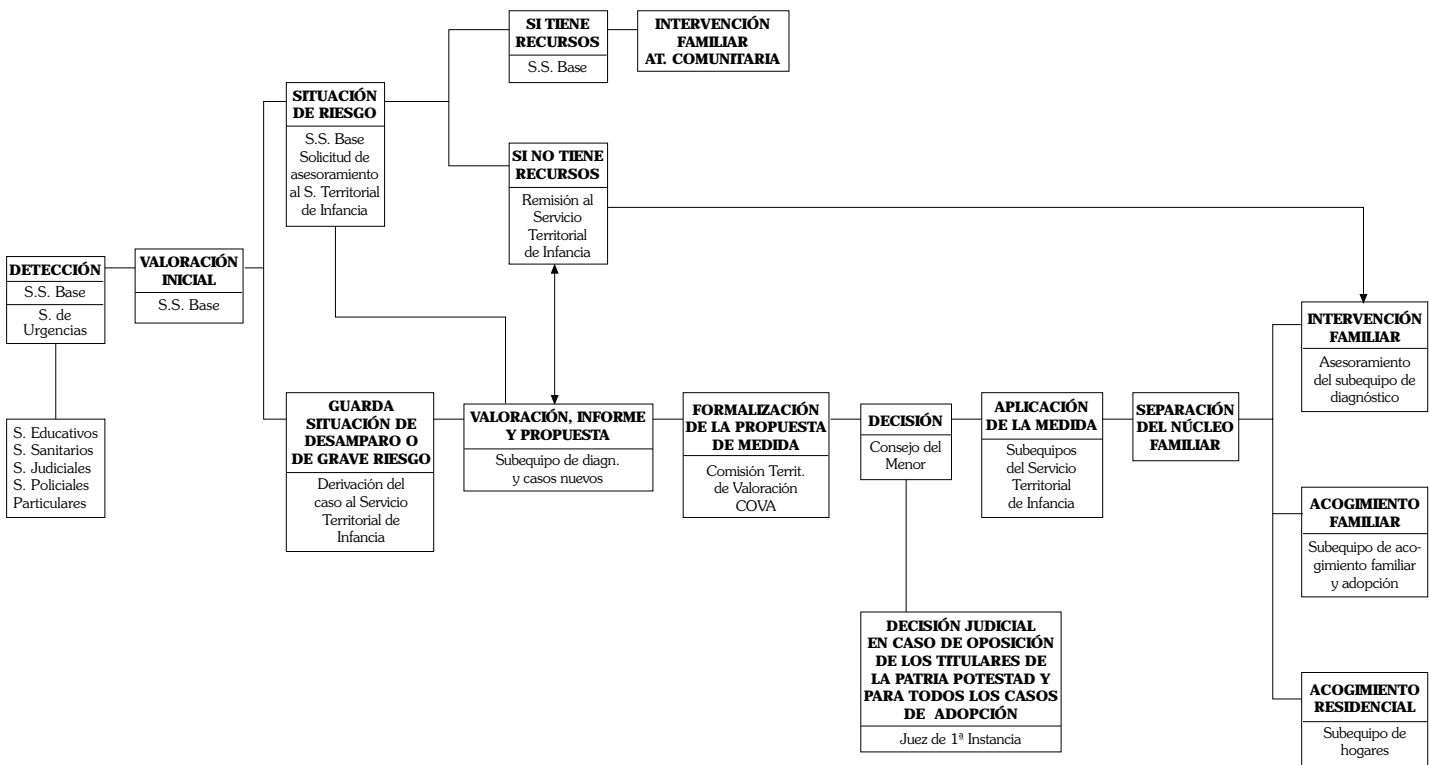 DETECCIÓN
S.S. Base
S. de
Urgencias
S. Educativos
S. Sanitarios
S. Judiciales
S. Policiales
Particulares
VALORACIÓN
INICIAL
S.S. Base
SITUACIÓN
DE RIESGO
S.S. Base
Solicitud de
asesoramiento
al S. Territorial
de Infancia
SI TIENE
RECURSOS
S.S. Base
INTERVENCIÓN
FAMILIAR
AT. COMUNITARIA
SI NO TIENE
RECURSOS
Remisión al
Servicio
Territorial
de Infancia
GUARDA
SITUACIÓN DE
DESAMPARO O
DE GRAVE RIESGO
Derivación del
caso al Servicio
Territorial de
Infancia
VALORACIÓN, INFORME
Y PROPUESTA
Subequipo de diagn.
y casos nuevos
FORMALIZACIÓN
DE LA PROPUESTA
DE MEDIDA
Comisión Territ.
de Valoración
COVA
DECISIÓN
Consejo del
Menor
DECISIÓN JUDICIAL
EN CASO DE OPOSICIÓN
DE LOS TITULARES DE
LA PATRIA POTESTAD Y
PARA TODOS LOS CASOS
DE ADOPCIÓN
Juez de 1ª Instancia
APLICACIÓN
DE LA MEDIDA
Subequipos
del Servicio
Territorial
de Infancia
SEPARACIÓN
DEL NÚCLEO
FAMILIAR
INTERVENCIÓN
FAMILIAR
Asesoramiento
del subequipo de
diagnóstico
ACOGIMIENTO
FAMILIAR
Subequipo de aco-
gimiento familiar
y adopción
ACOGIMIENTO
RESIDENCIAL
Subequipo de
hogares